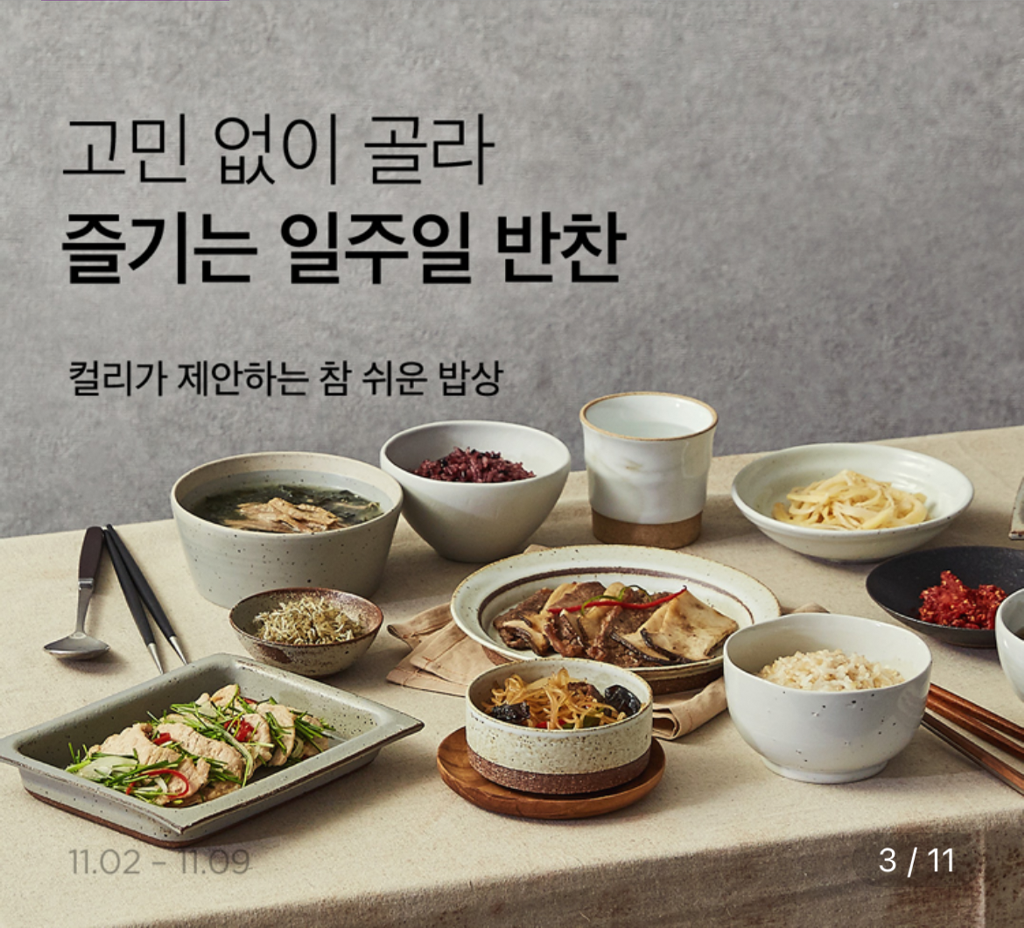 고민 없이 골라
즐기는 일주일 반찬
컬리가 제안하는 참 쉬운 밥상
11.02 – 11.09
3 / 11